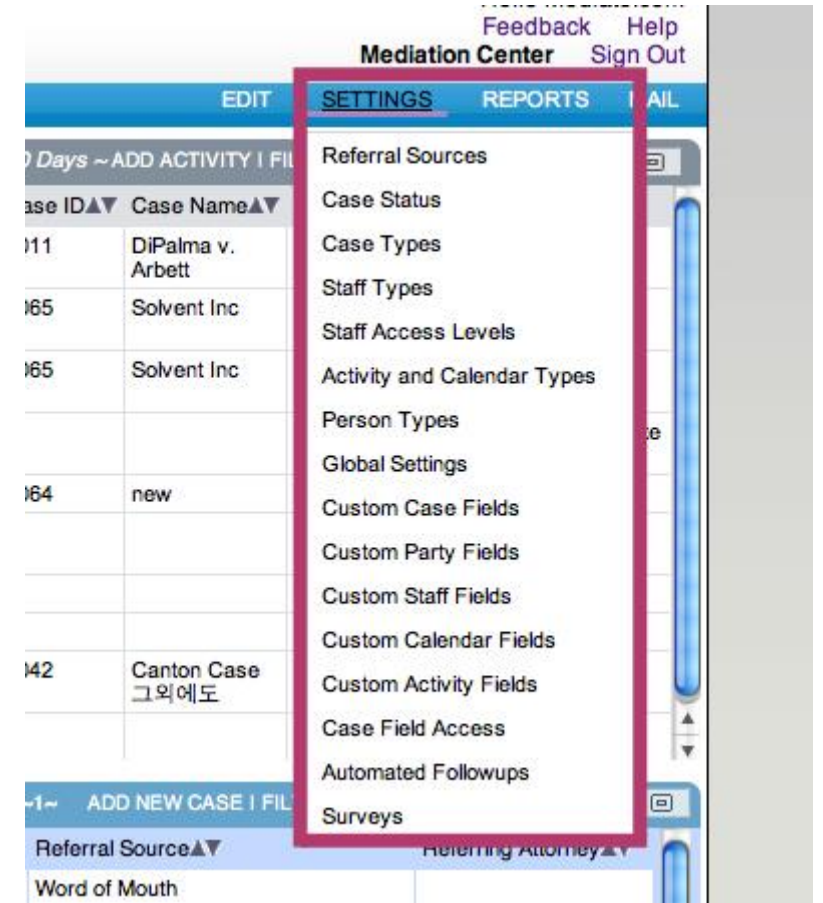 Feedback Help
Mediation Center Sign Out
EDIT SETTINGS REPORTS
Days ~ ADD ACTIVITY |
Case Name▲▼
DiPalma v.
Arbett
Solvent Inc
Solvent Inc
new
Canton Case
그외에도
Referral Sources
Case Status
Case Types
Staff Types
Staff Access Levels
Activity and Calendar Types
Person Types
Global Settings
Custom Case Fields
Custom Party Fields
Custom Staff Fields
Custom Calendar Fields
Custom Activity Fields
Case Field Access
Automated Followups
Surveys
~1~ ADD NEW CASE |
Referral Source▲▼ Referring Attorney▲▼
Word of Mouth